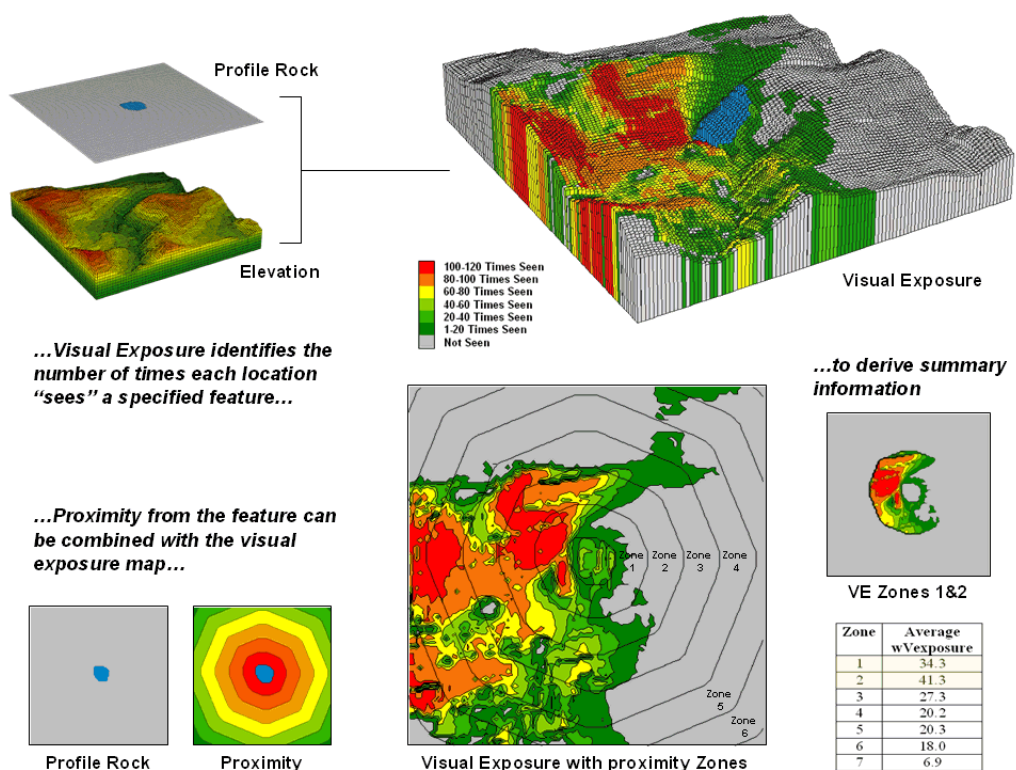 Profile Rock
Elevation
100-120 Times Seen
80-100 Times Seen
60-80 Times Seen
40-60 Times Seen
20-40 Times Seen
1-20 Times Seen
Not Seen
Visual Exposure
...Visual Exposure identifies the
number of times each location
“sees” a specified feature...
...to derive summary
information
...Proximity from the feature can
be combined with the visual
exposure map...
Zone
1
Zone
2
Zone
3
Zone
4
Zone
5
Zone
6
VE Zones 1&2
Zone Average
wVexposure
1 34.3
2 41.3
3 27.3
4 20.2
5 20.3
6 18.0
7 6.9
Profile Rock
Proximity
Visual Exposure with proximity Zones